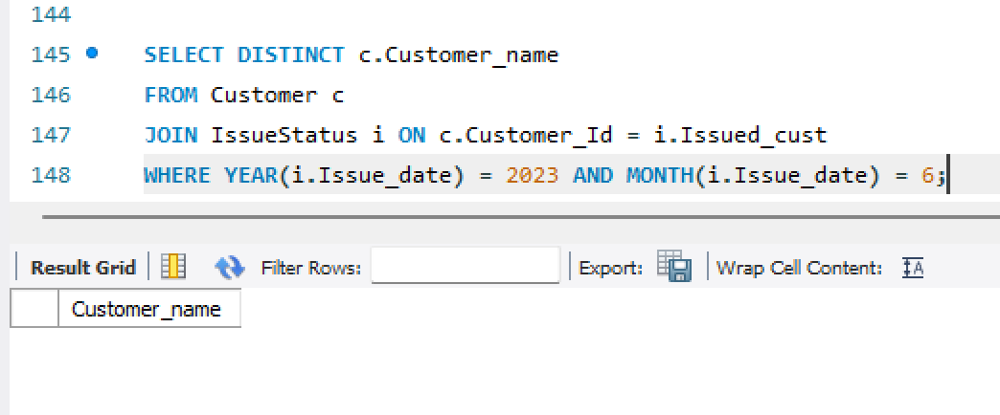 144
145 SELECT DISTINCT c.Customer_name
146 FROM Customer c
147 JOIN IssueStatus i ON c.Customer_Id = i.Issued_cust
148 WHERE YEAR(i.Issue_date) = 2023 AND MONTH(i.Issue_date) = 6;
Result Grid Filter Rows: Export: Wrap Cell Content: IA
Customer_name